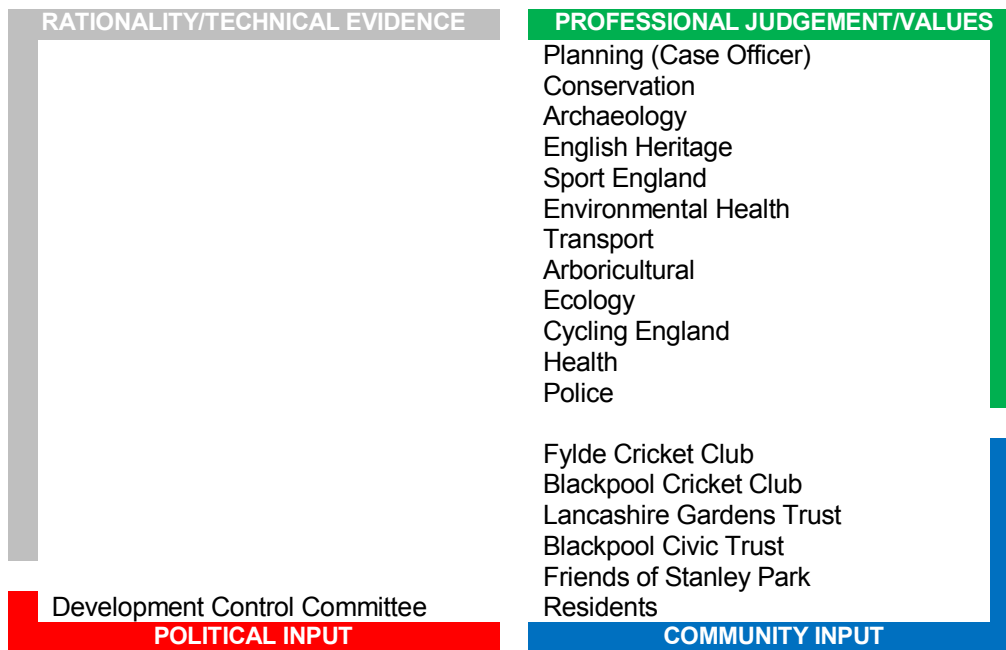 RATIONALITY/TECHNICAL EVIDENCE
PROFESSIONAL JUDGEMENT/VALUES
Planning (Case Officer)
Conservation
Archaeology
English Heritage
Sport England
Environmental Health
Transport
Arboricultural
Ecology
Cycling England
Health
Police
Fylde Cricket Club
Blackpool Cricket Club
Lancashire Gardens Trust
Blackpool Civic Trust
Friends of Stanley Park
Residents
COMMUNITY INPUT
Development Control Committee
POLITICAL INPUT